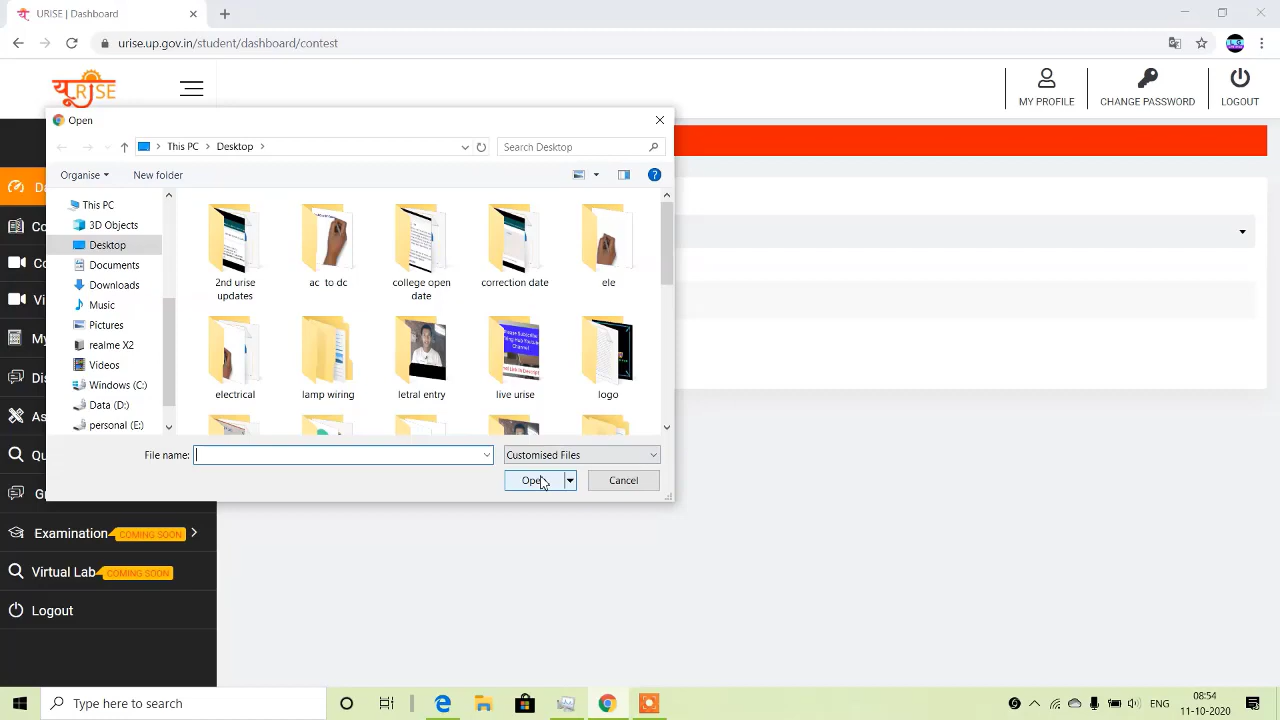 URISE | Dashboard
urise.up.gov.in/student/dashboard/contest
यू RISE
MY PROFILE
CHANGE PASSWORD
LOGOUT
Open
This PC
Desktop
Search Desktop
Organise
New folder
This PC
3D Objects
Desktop
Documents
Downloads
Music
Pictures
realme X2
Videos
Windows (C:)
Data (D:)
personal (E:)
2nd urise
updates
ac to dc
college open
date
correction date
ele
electrical
lamp wiring
letral entry
live urise
logo
File name:
Customised Files
Open
Cancel
Examination COMING SOON
Virtual Lab COMING SOON
Logout
Type here to search
ENG
08:54
11-10-2020